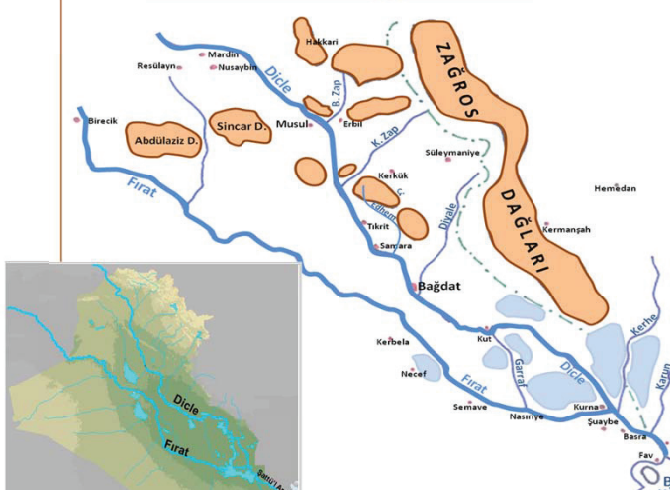 Hakkari
ZAĞROS
DAĞLARI
Mardin
Resülayn
Nusaybin
Dicle
B. Zap
Birecik
Abdülaziz D.
Sincar D.
Musul
Erbil
K. Zap
Süleymaniye
Kerkük
Hemedan
Fırat
Edhem Ç.
Diyale
Tikrit
Samara
Kermanşah
Bağdat
Kerbela
Kut
Kerhe
Necef
Garraf
Dicle
Karun
Fırat
Semave
Nasıriye
Kurna
Şuaybe
Basra
Fav
Dicle
Fırat